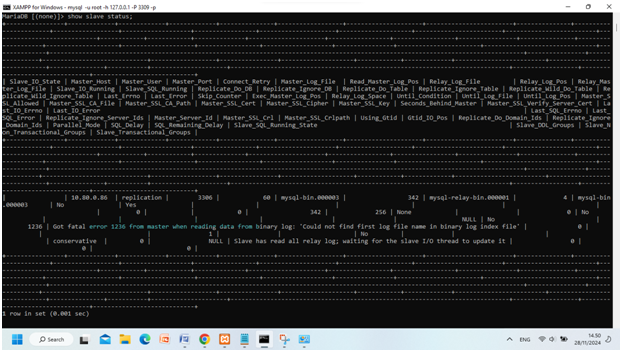 XAMPP for Windows - mysql -u root -h 127.0.0.1 -P 3309 -p
MariaDB [(none)]> show slave status;
| Slave_IO_State | Master_Host | Master_User | Master_Port | Connect_Retry | Master_Log_File | Read_Master_Log_Pos | Relay_Log_File | Relay_Log_Pos | Relay_Mas
ter_Log_File | Slave_IO_Running | Slave_SQL_Running | Replicate_Do_DB | Replicate_Ignore_DB | Replicate_Do_Table | Replicate_Ignore_Table | Replicate_Wild_Do_Table | Re
plicate_Wild_Ignore_Table | Last_Errno | Last_Error | Skip_Counter | Exec_Master_Log_Pos | Relay_Log_Space | Until_Condition | Until_Log_File | Until_Log_Pos | Master_S
SL_Allowed | Master_SSL_CA_File | Master_SSL_CA_Path | Master_SSL_Cert | Master_SSL_Cipher | Master_SSL_Key | Seconds_Behind_Master | Master_SSL_Verify_Server_Cert | La
st_IO_Errno | Last_IO_Error | Last_SQL_Errno | Last_
SQL_Error | Replicate_Ignore_Server_Ids | Master_Server_Id | Master_SSL_Crl | Master_SSL_Crlpath | Using_Gtid | Gtid_IO_Pos | Replicate_Do_Domain_Ids | Replicate_Ignore
_Domain_Ids | Parallel_Mode | SQL_Delay | SQL_Remaining_Delay | Slave_SQL_Running_State | Slave_DDL_Groups | Slave_N
on_Transactional_Groups | Slave_Transactional_Groups |
| | 10.80.0.86 | replication | 3306 | 60 | mysql-bin.000003 | 342 | mysql-relay-bin.000001 | 4 | mysql-bin
.000003 | No | Yes | | | | | |
| 0 | | 0 | 342 | 256 | None | | 0 | No
| | | | | | NULL | No |
1236 | Got fatal error 1236 from master when reading data from binary log: 'Could not find first log file name in binary log index file' | 0 |
| | 1 | | | No | | |
| conservative | 0 | NULL | Slave has read all relay log; waiting for the slave I/O thread to update it | 0 |
0 | 0 |
1 row in set (0.001 sec)
Search
ENG
14.50
28/11/2024